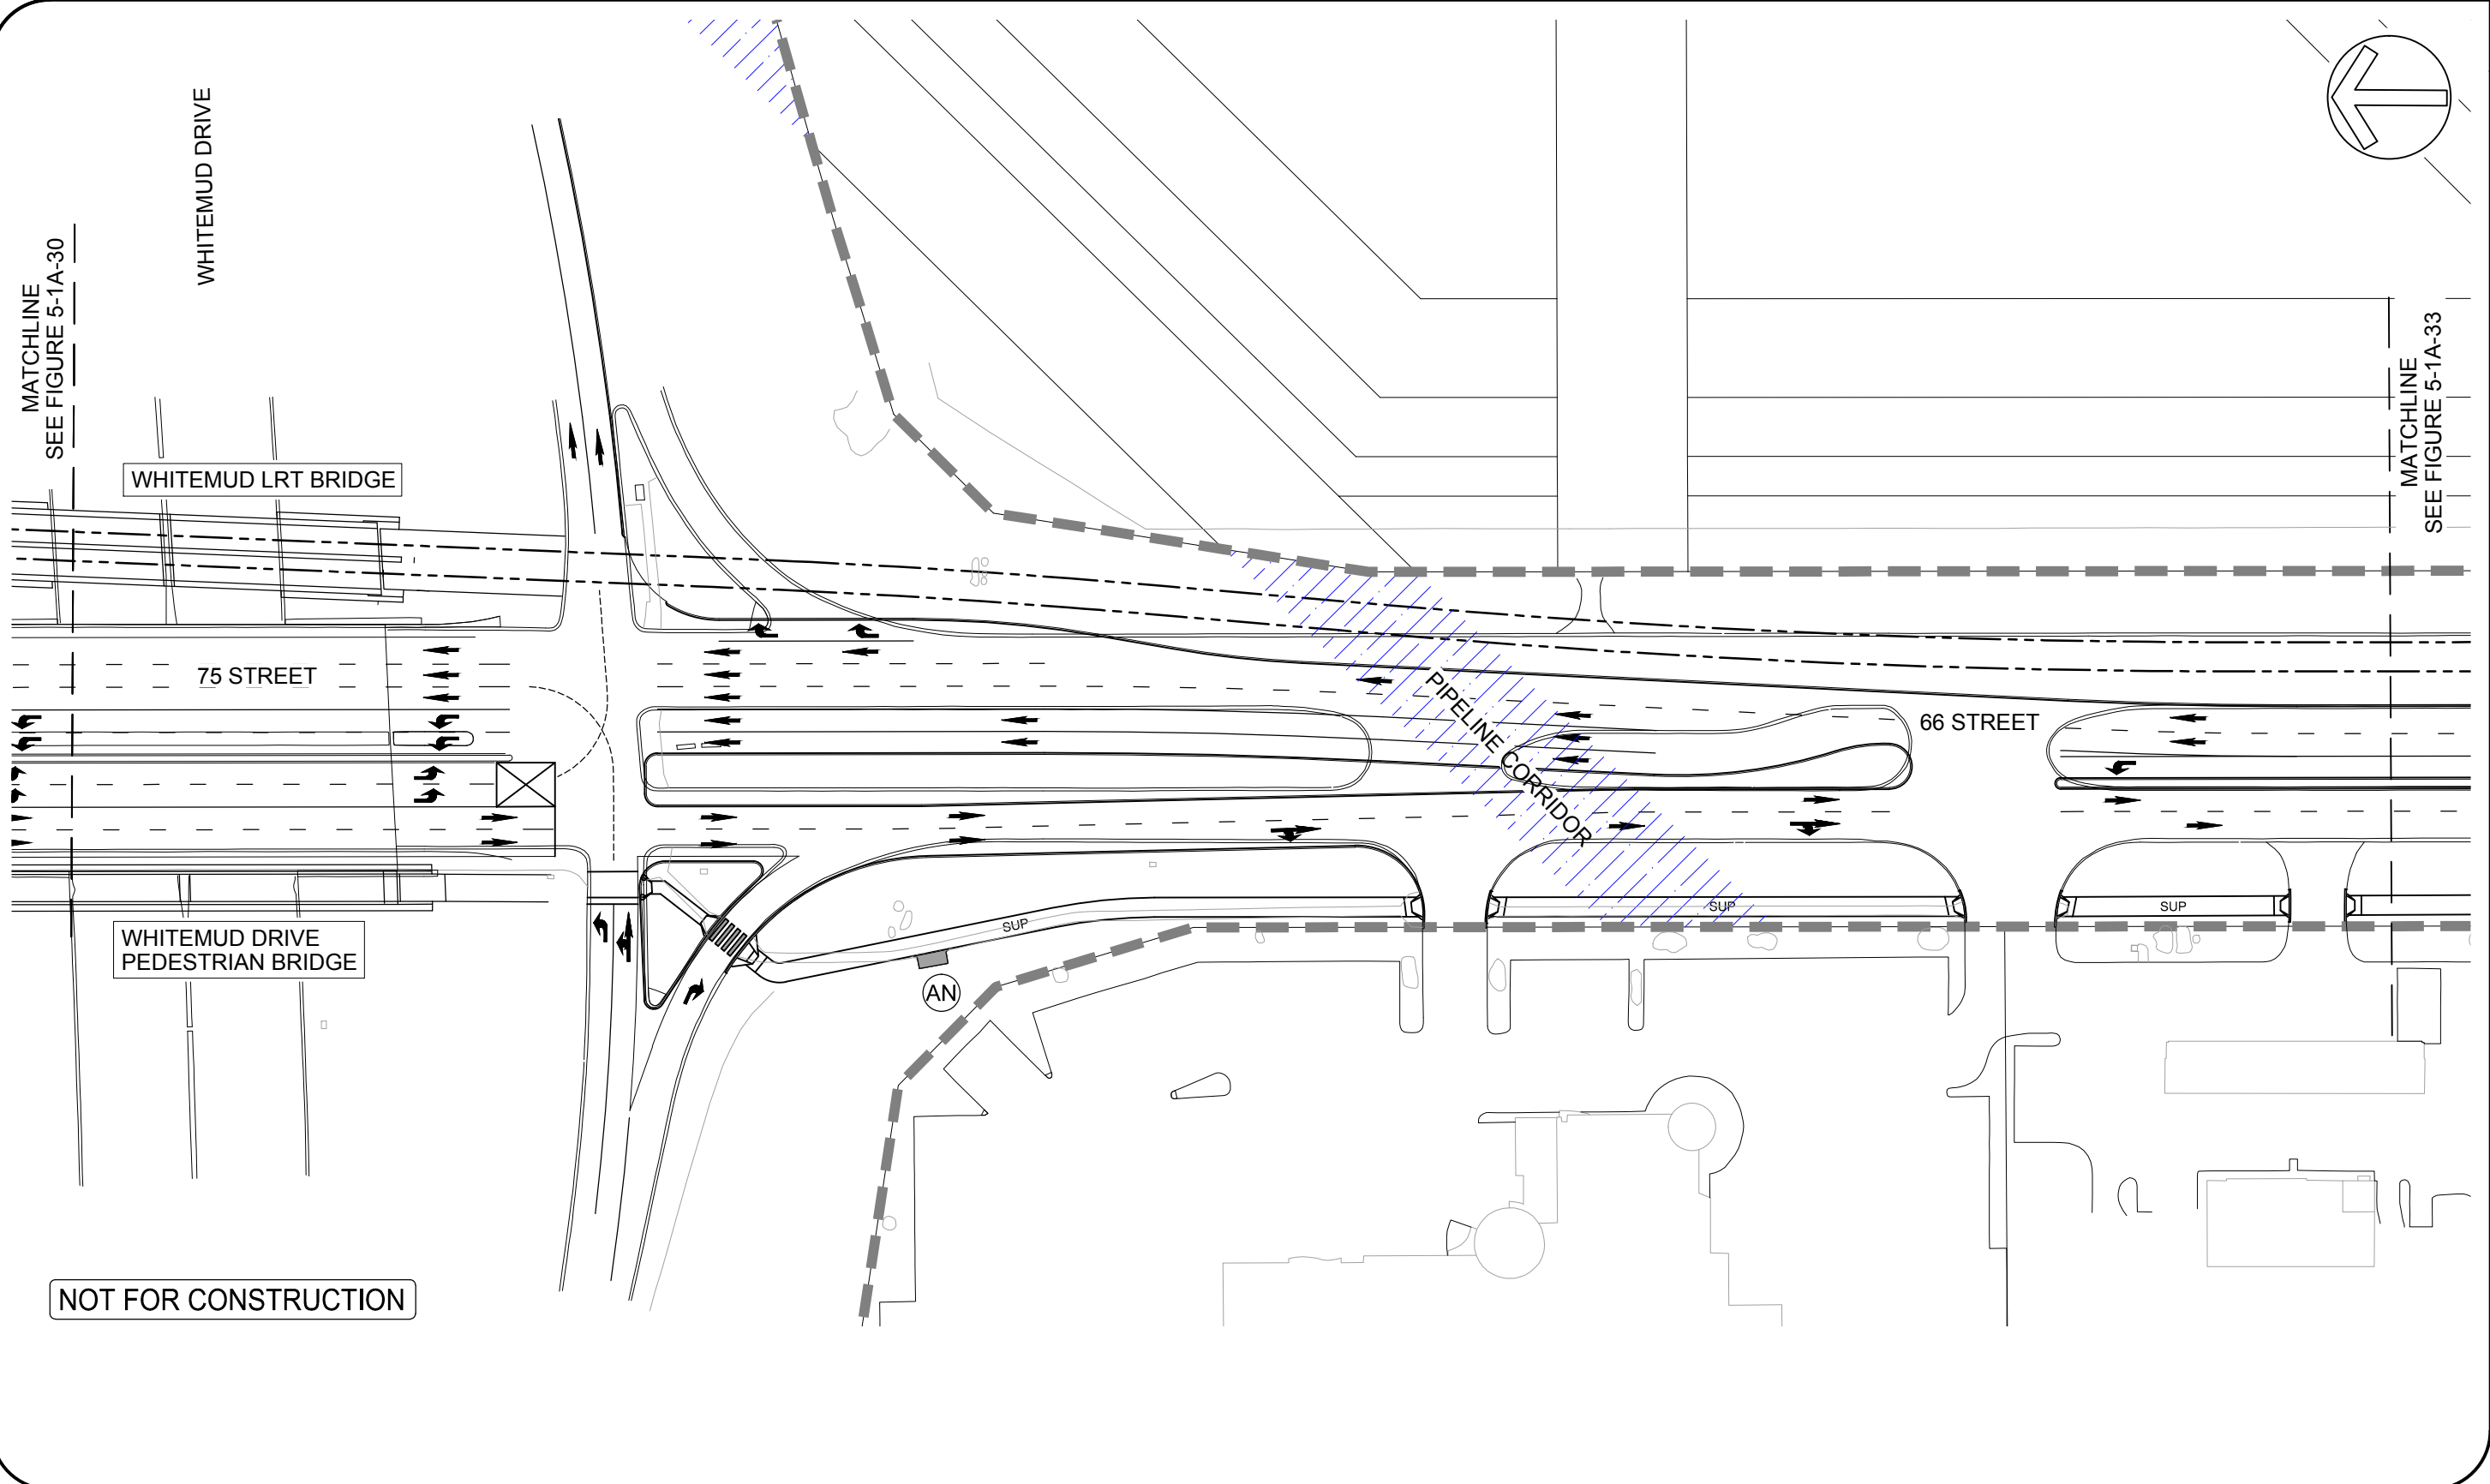 WHITEMUD DRIVE
MATCHLINE
SEE FIGURE 5-1A-30
MATCHLINE
SEE FIGURE 5-1A-33
WHITEMUD LRT BRIDGE
75 STREET
66 STREET
PIPELINE CORRIDOR
SUP
SUP
SUP
WHITEMUD DRIVE
PEDESTRIAN BRIDGE
AN
NOT FOR CONSTRUCTION